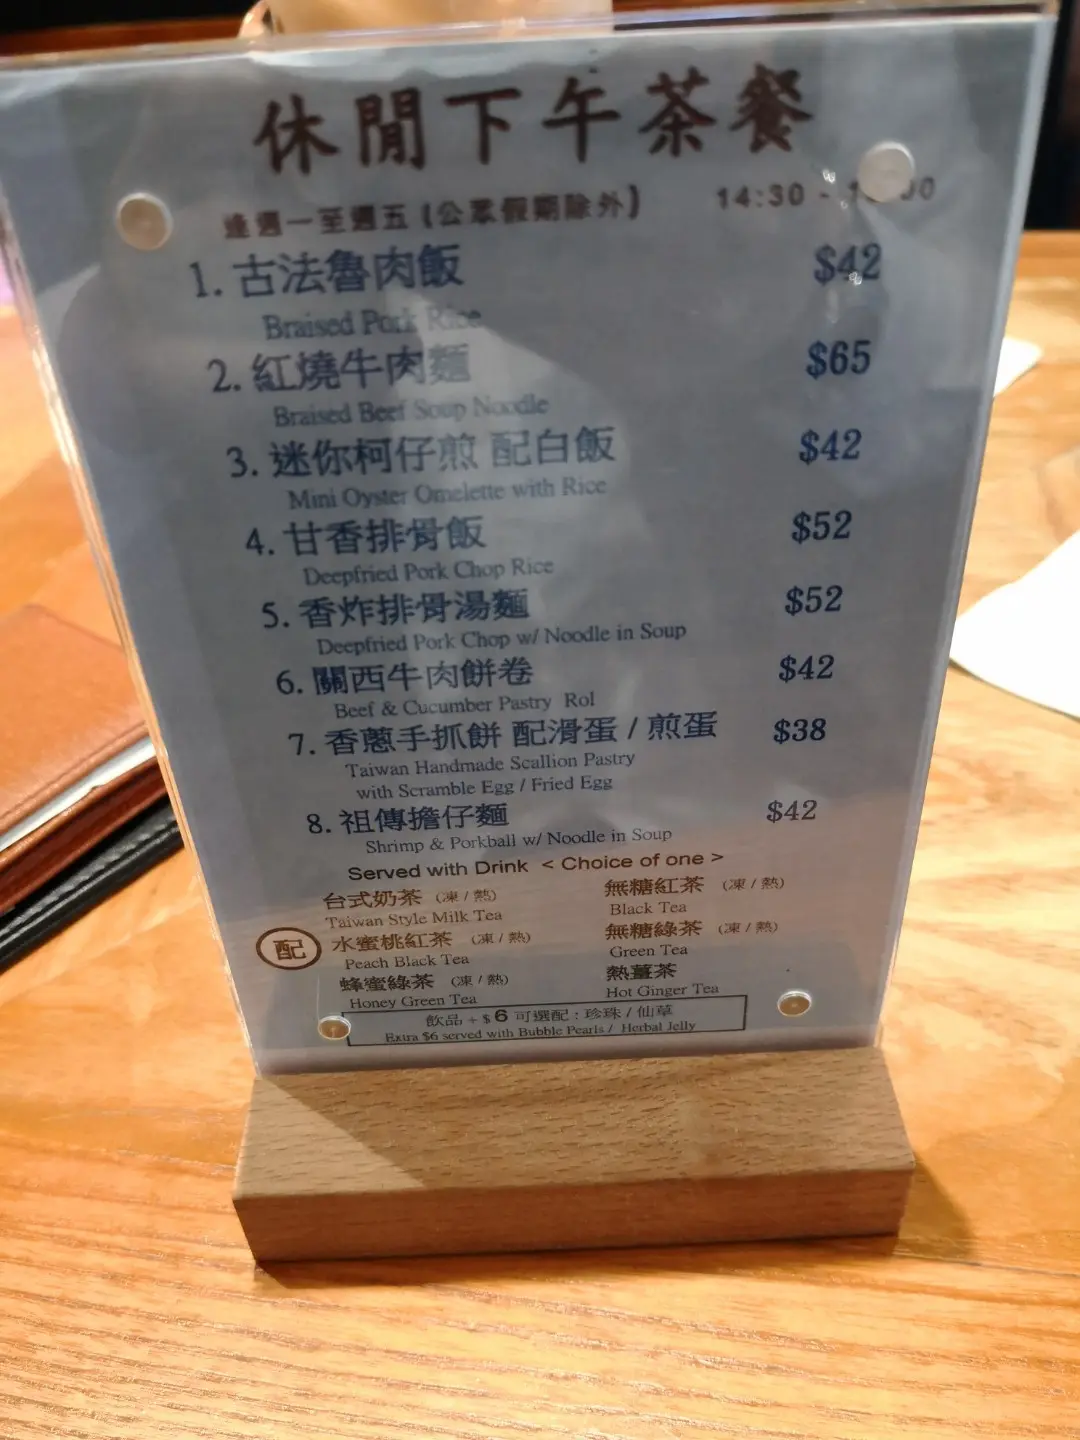 休閒下午茶餐
逢週一至週五 (公眾假期除外) 14:30 -
1. 古法魯肉飯 $42
Braised Pork Rice
2. 紅燒牛肉麵 $65
Braised Beef Soup Noodle
3. 迷你柯仔煎 配白飯 $42
Mini Oyster Omelette with Rice
4. 甘香排骨飯 $52
Deepfried Pork Chop Rice
5. 香炸排骨湯麵 $52
Deepfried Pork Chop w/ Noodle in Soup
6. 關西牛肉餅卷 $42
Beef & Cucumber Pastry Rol
7. 香蔥手抓餅 配滑蛋 / 煎蛋 $38
Taiwan Handmade Scallion Pastry
with Scramble Egg / Fried Egg
8. 祖傳擔仔麵 $42
Shrimp & Porkball w/ Noodle in Soup
Served with Drink < Choice of one >
配
台式奶茶 (凍 / 熱) 無糖紅茶 (凍 / 熱)
Taiwan Style Milk Tea Black Tea
水蜜桃紅茶 (凍 / 熱) 無糖綠茶 (凍 / 熱)
Peach Black Tea Green Tea
蜂蜜綠茶 (凍 / 熱) 熱薑茶
Honey Green Tea Hot Ginger Tea
飲品 + $6 可選配 : 珍珠 / 仙草
Extra $6 served with Bubble Pearls / Herbal Jelly